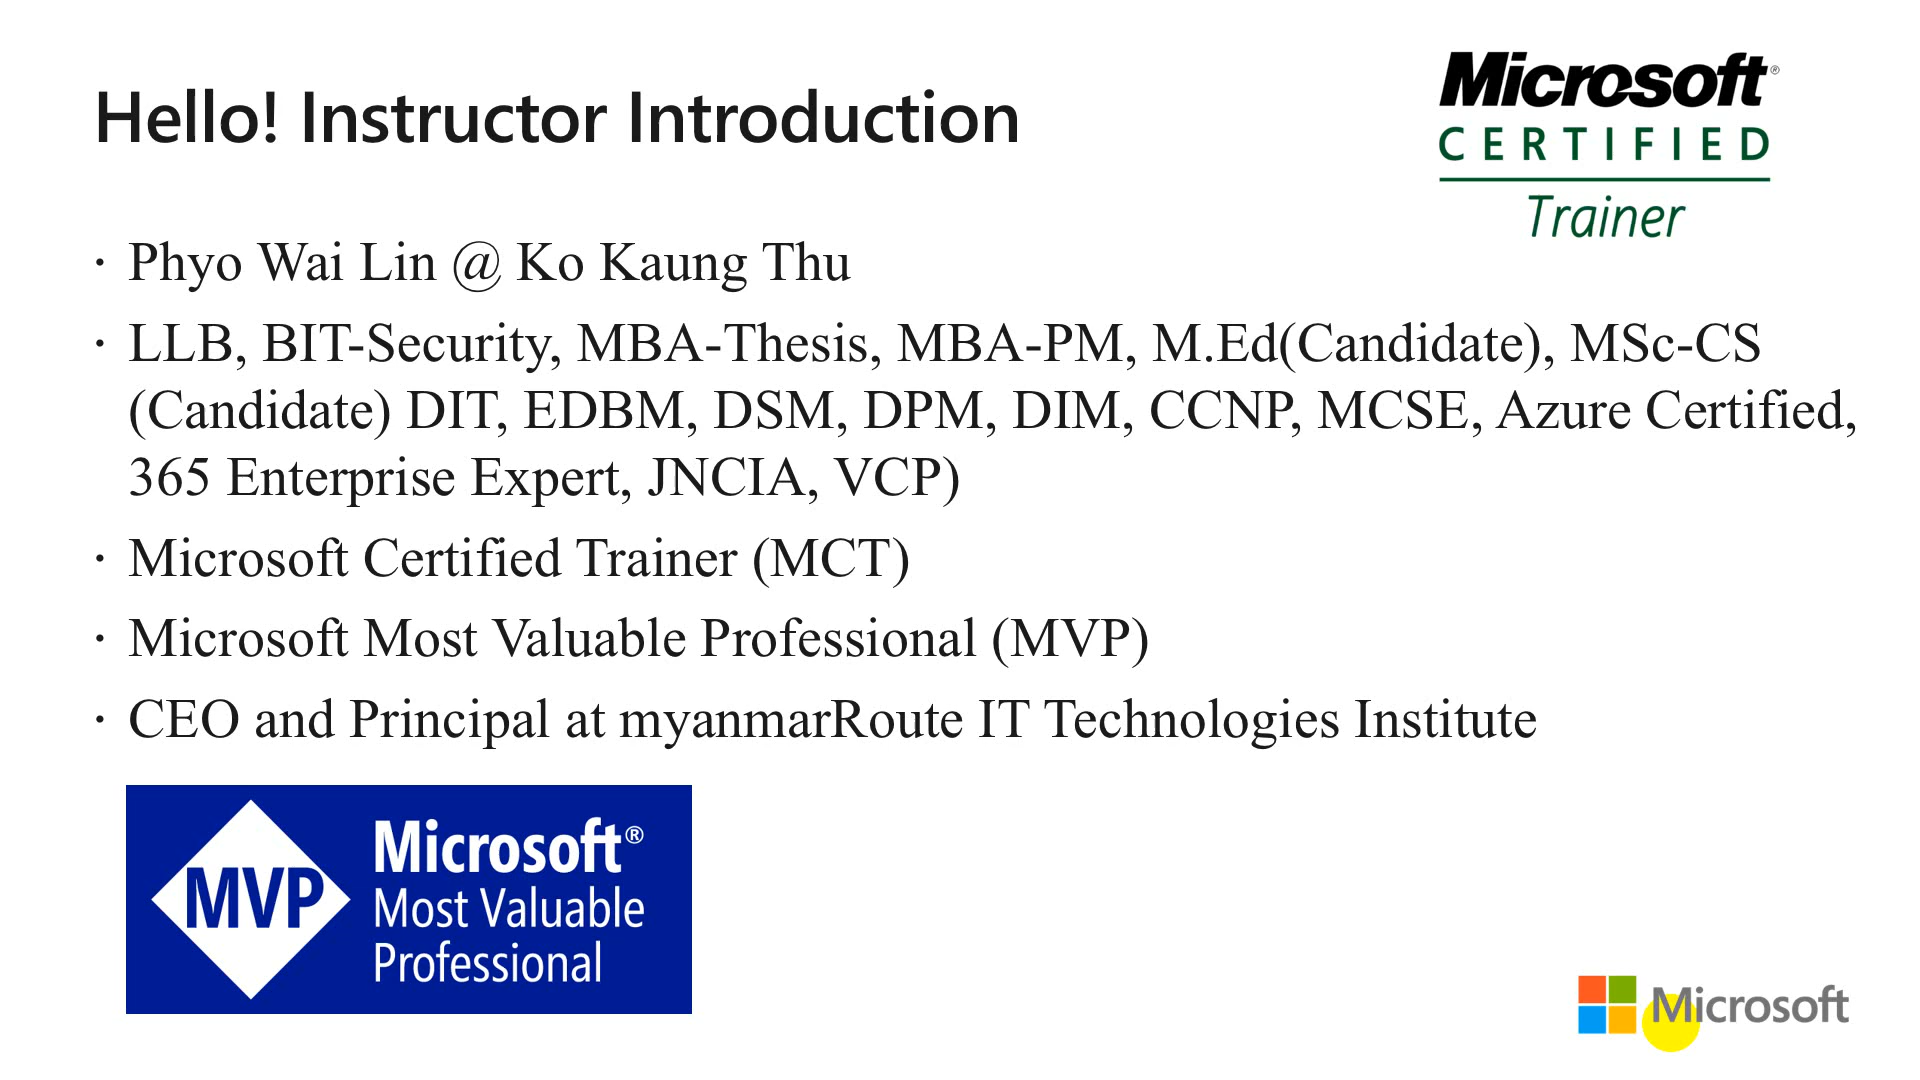 Hello! Instructor Introduction
Microsoft®
CERTIFIED
Trainer
· Phyo Wai Lin @ Ko Kaung Thu
· LLB, BIT-Security, MBA-Thesis, MBA-PM, M.Ed(Candidate), MSc-CS
(Candidate) DIT, EDBM, DSM, DPM, DIM, CCNP, MCSE, Azure Certified,
365 Enterprise Expert, JNCIA, VCP)
· Microsoft Certified Trainer (MCT)
· Microsoft Most Valuable Professional (MVP)
· CEO and Principal at myanmarRoute IT Technologies Institute
MVP
Microsoft®
Most Valuable
Professional
Microsoft